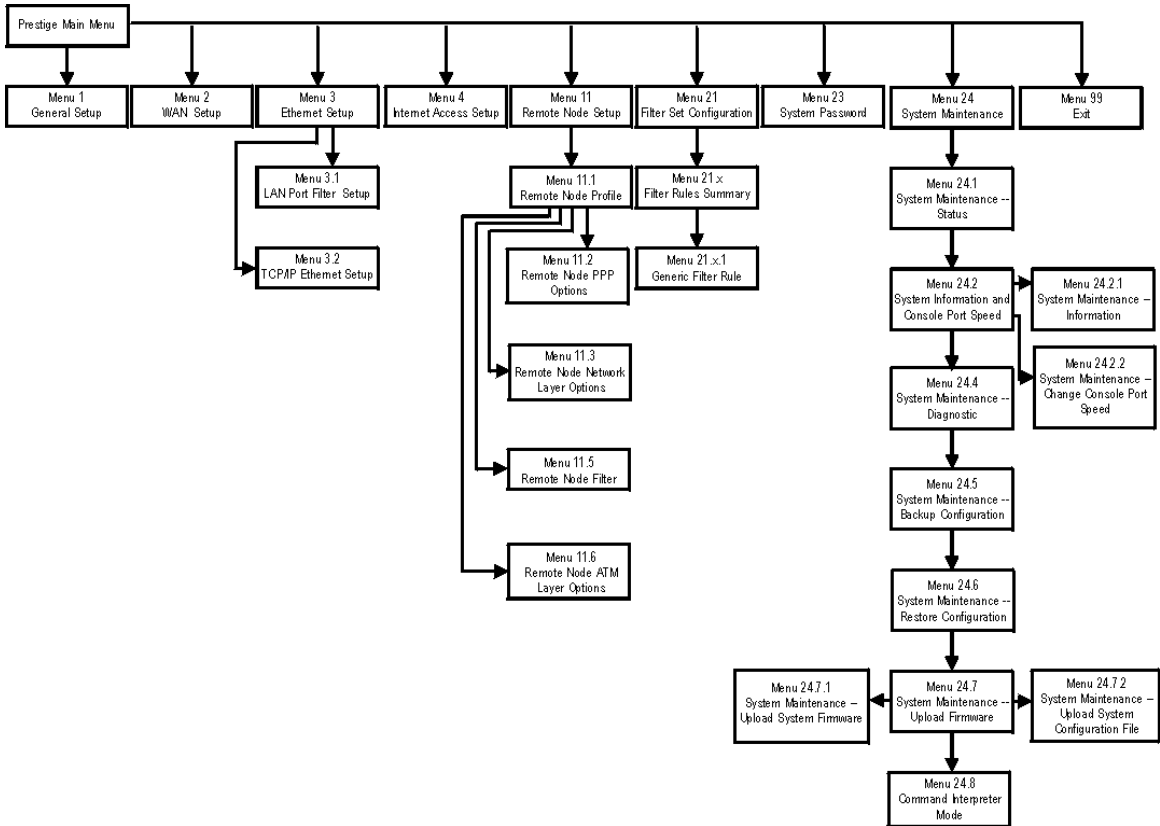 Prestige Main Menu
Menu 1
General Setup
Menu 2
WAN Setup
Menu 3
Ethernet Setup
Menu 4
Internet Access Setup
Menu 11
Remote Node Setup
Menu 21
Filter Set Configuration
Menu 23
System Password
Menu 24
System Maintenance
Menu 99
Exit
Menu 3.1
LAN Port Filter Setup
Menu 3.2
TCP/IP Ethernet Setup
Menu 11.1
Remote Node Profile
Menu 11.2
Remote Node PPP
Options
Menu 11.3
Remote Node Network
Layer Options
Menu 11.5
Remote Node Filter
Menu 11.6
Remote Node ATM
Layer Options
Menu 21.x
Filter Rules Summary
Menu 21.x.1
Generic Filter Rule
Menu 24.1
System Maintenance --
Status
Menu 24.2
System Information and
Console Port Speed
Menu 24.2.1
System Maintenance –
Information
Menu 24.2.2
System Maintenance –
Change Console Port
Speed
Menu 24.4
System Maintenance --
Diagnostic
Menu 24.5
System Maintenance --
Backup Configuration
Menu 24.6
System Maintenance --
Restore Configuration
Menu 24.7.1
System Maintenance –
Upload System Firmware
Menu 24.7
System Maintenance --
Upload Firmware
Menu 24.7.2
System Maintenance –
Upload System
Configuration File
Menu 24.8
Command Interpreter
Mode